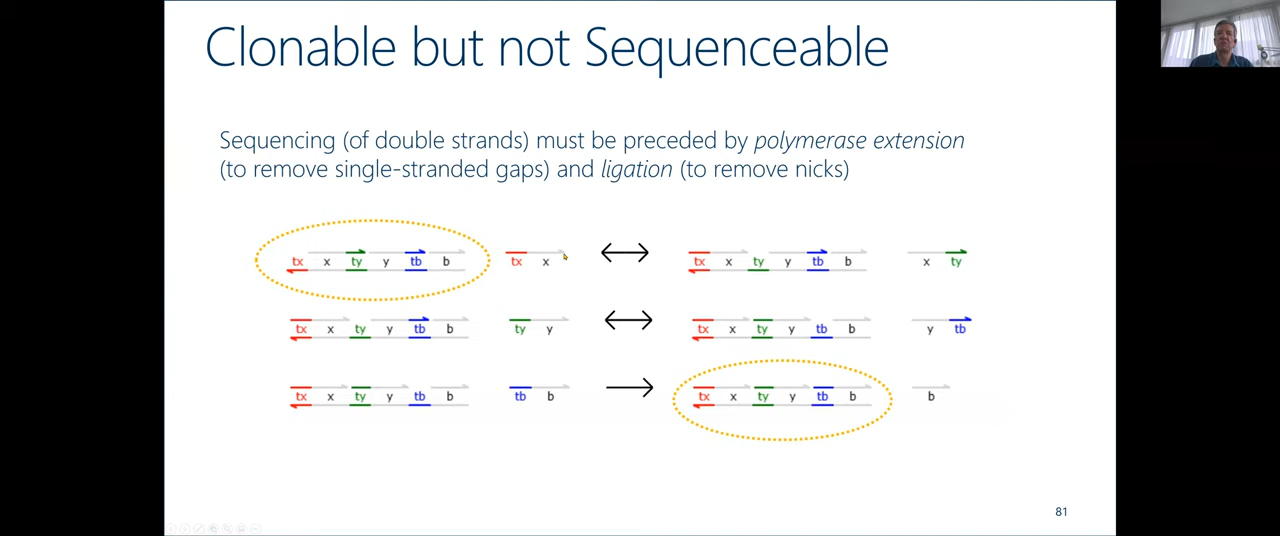 Clonable but not Sequenceable
Sequencing (of double strands) must be preceded by polymerase extension
(to remove single-stranded gaps) and ligation (to remove nicks)
tx x ty y tb b tx x tx x ty y tb b x ty
tx x ty y tb b ty y tx x ty y tb b y tb
tx x ty y tb b tb b tx x ty y tb b b
81